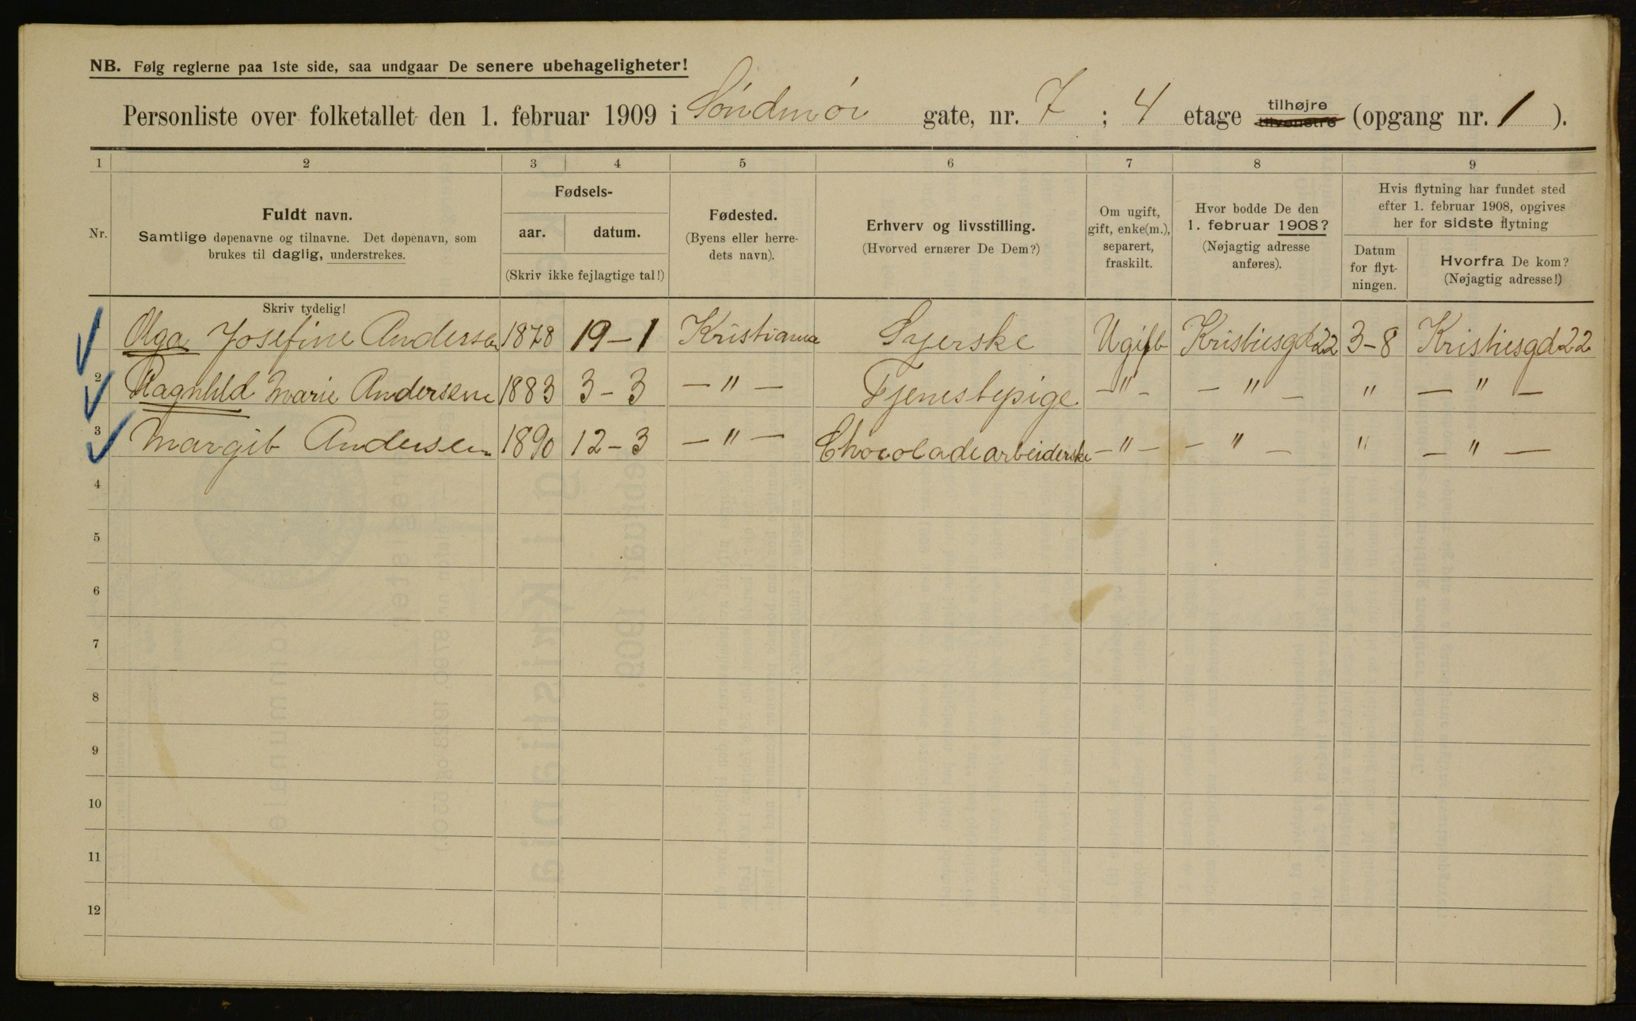 NB. Følg reglerne paa 1ste side, saa undgaar De senere ubehageligheter!
Personliste over folketallet den 1. februar 1909 i Söndmör gate, nr. 7 ; 4 etage tilhøjre tilvenstre (opgang nr. 1 ).
1 2 3 4 5 6 7 8 9
Nr. Fuldt navn. Samtlige døpenavne og tilnavne. Det døpenavn, som brukes til daglig, understrekes. Skriv tydelig!
Fødsels-
aar. datum.
(Skriv ikke fejlagtige tal!)
Fødested.
(Byens eller herre-
dets navn).
Erhverv og livsstilling.
(Hvorved ernærer De Dem?)
Om ugift,
gift, enke(m.),
separert,
fraskilt.
Hvor bodde De den
1. februar 1908?
(Nøjagtig adresse
anføres).
Hvis flytning har fundet sted
efter 1. februar 1908, opgives
her for sidste flytning
Datum
for flyt-
ningen.
Hvorfra De kom?
(Nøjagtig adresse!)
1 Olga Josefine Andersen 1878 19-1 Kristiania Syerske Ugift Kristiesgd 22 3-8 Kristiesgd 22
2 Ragnhld Marie Andersen 1883 3-3 — " — Tjenestepige — " — — " — " — " —
3 Margit Andersen 1890 12-3 — " — Chocoladearbeiderske — " — — " — " — " —
4
5
6
7
8
9
10
11
12